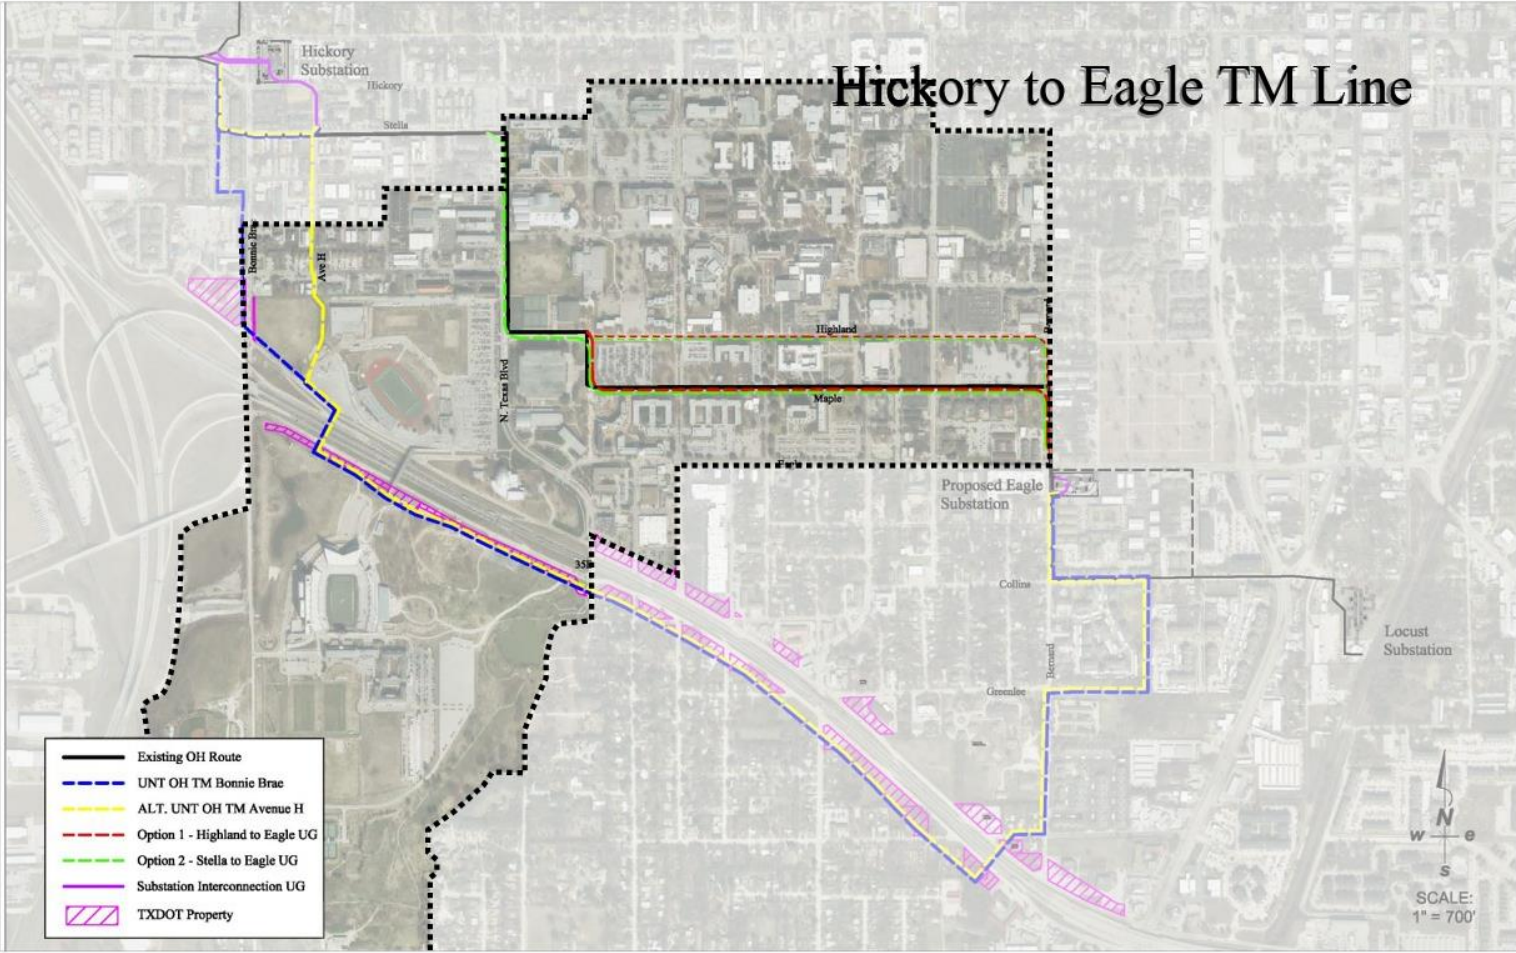 Hickory to Eagle TM Line
Hickory
Substation
Hickory
Stella
Bonnie Brae
Ave H
N. Texas Blvd
Highland
Maple
Proposed Eagle
Substation
Collins
Bernard
Greenlee
Locust
Substation
Existing OH Route
UNT OH TM Bonnie Brae
ALT. UNT OH TM Avenue H
Option 1 - Highland to Eagle UG
Option 2 - Stella to Eagle UG
Substation Interconnection UG
TXDOT Property
N
w e
s
SCALE:
1" = 700'